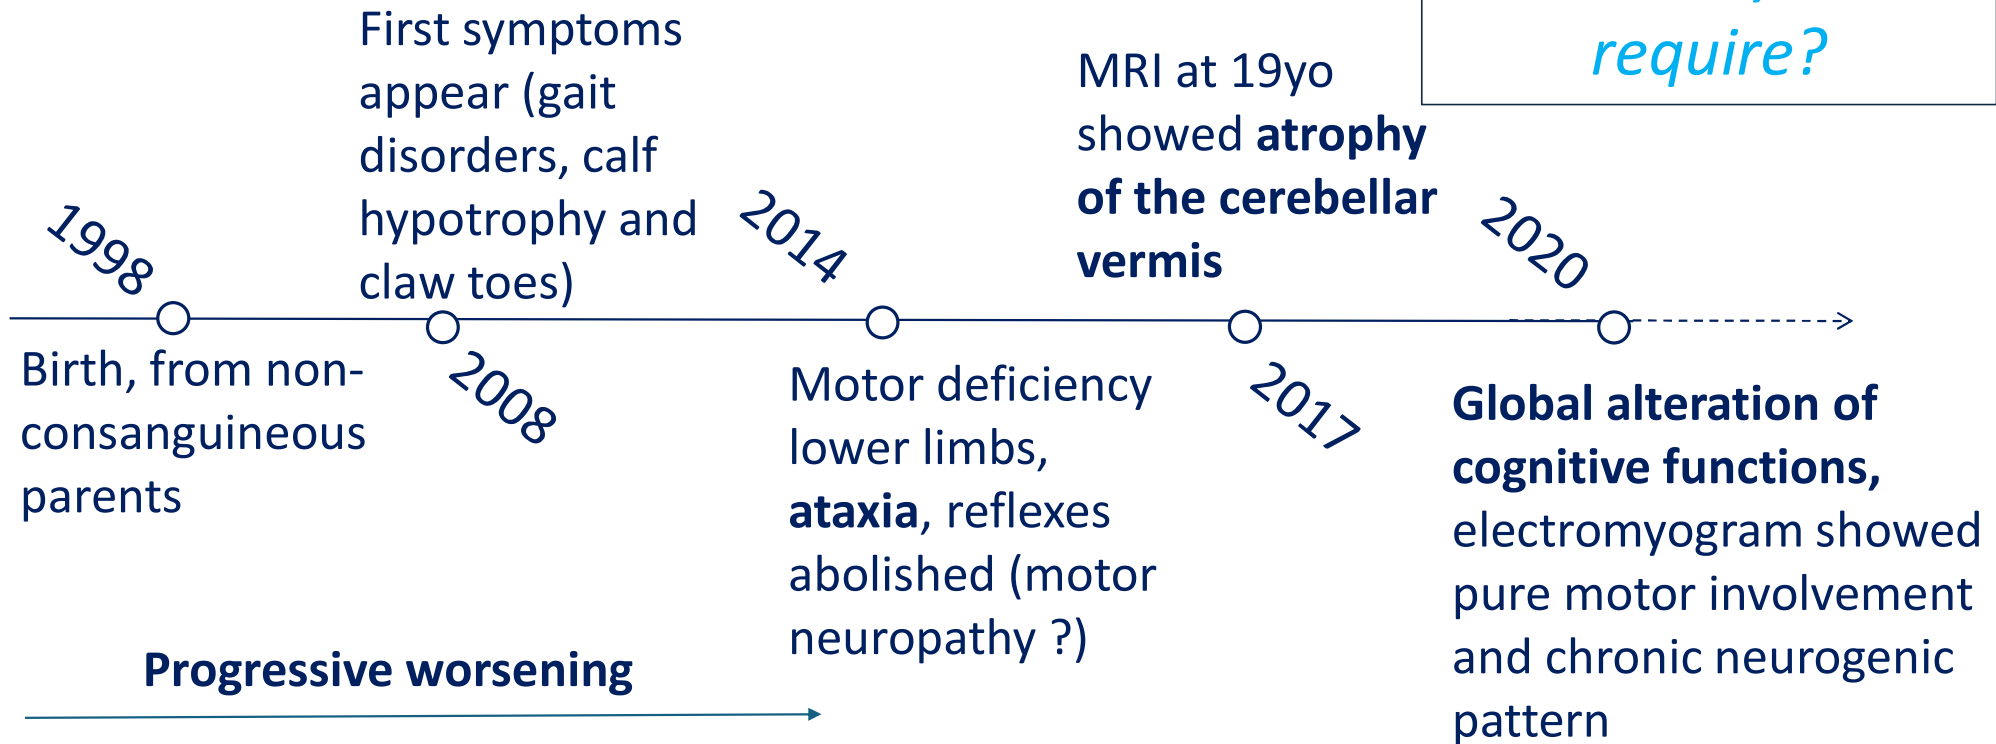 require?
1998
Birth, from non-
consanguineous
parents
First symptoms
appear (gait
disorders, calf
hypotrophy and
claw toes)
2008
2014
Motor deficiency
lower limbs,
ataxia, reflexes
abolished (motor
neuropathy ?)
MRI at 19yo
showed atrophy
of the cerebellar
vermis
2017
2020
Global alteration of
cognitive functions,
electromyogram showed
pure motor involvement
and chronic neurogenic
pattern
Progressive worsening